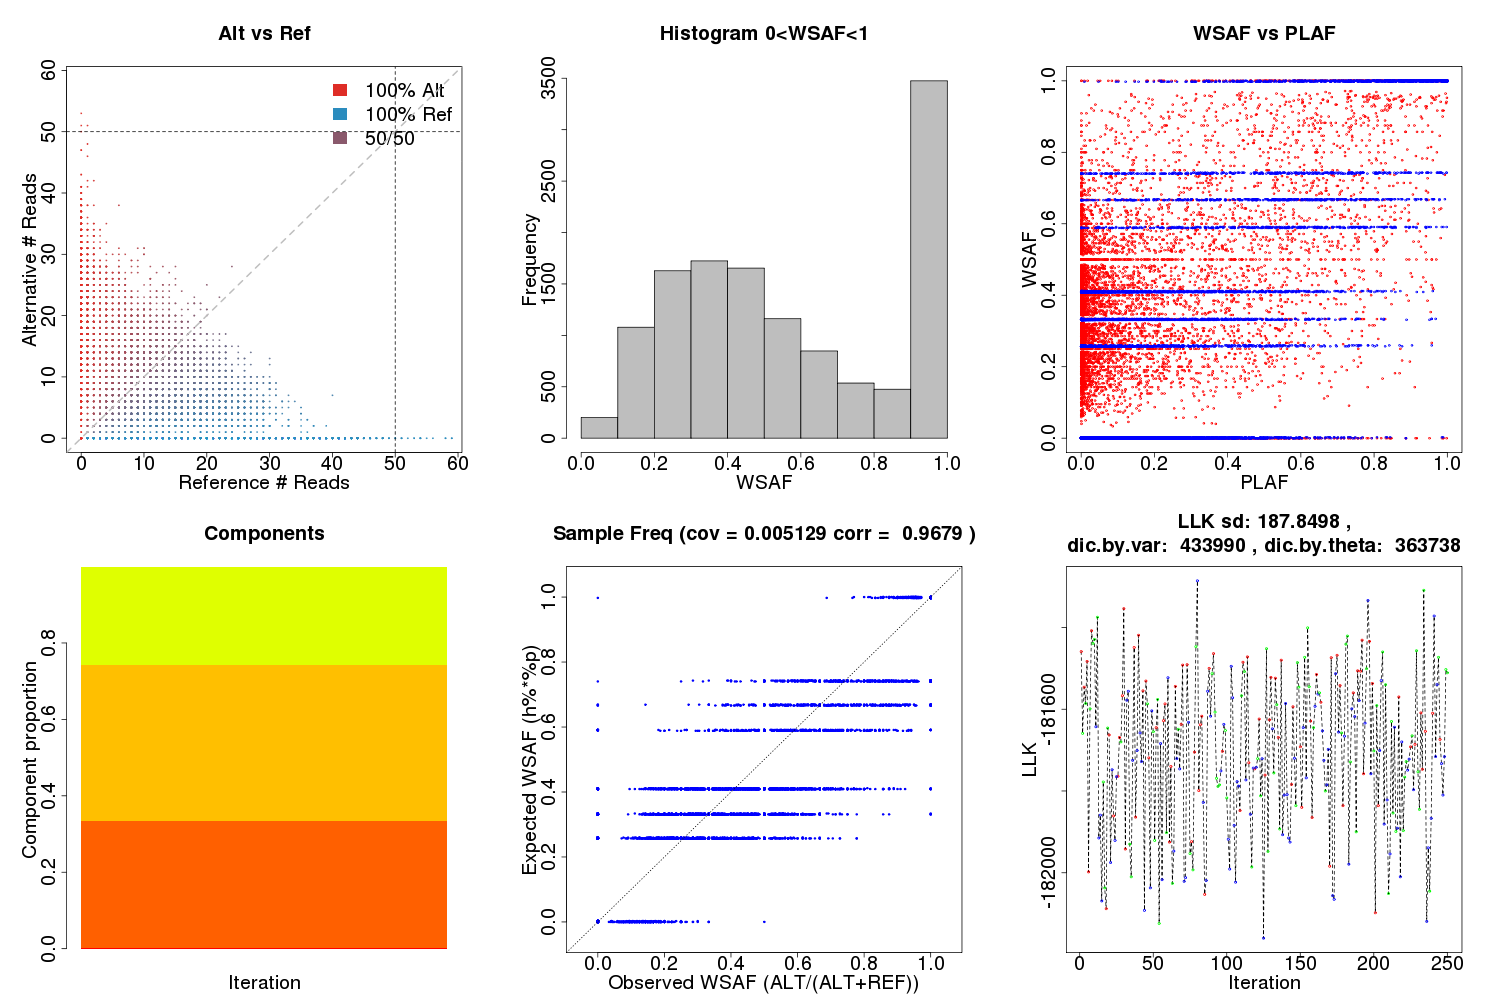 Alt vs Ref
60
50
40
30
20
10
0
Alternative # Reads
100% Alt
100% Ref
50/50
0 10 20 30 40 50 60
Reference # Reads
Histogram 0<WSAF<1
3500
2500
1500
500
0
Frequency
0.0 0.2 0.4 0.6 0.8 1.0
WSAF
WSAF vs PLAF
1.0
0.8
0.6
0.4
0.2
0.0
WSAF
0.0 0.2 0.4 0.6 0.8 1.0
PLAF
Components
0.8
0.6
0.4
0.2
0.0
Component proportion
Iteration
Sample Freq (cov = 0.005129 corr = 0.9679 )
1.0
0.8
0.6
0.4
0.2
0.0
Expected WSAF (h%*%p)
0.0 0.2 0.4 0.6 0.8 1.0
Observed WSAF (ALT/(ALT+REF))
LLK sd: 187.8498 ,
dic.by.var: 433990 , dic.by.theta: 363738
-181600
-182000
LLK
0 50 100 150 200 250
Iteration